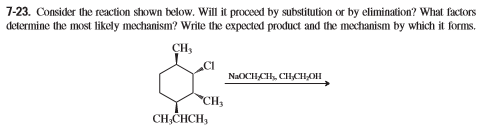 7-23. Consider the reaction shown below. Will it proceed by substitution or by elimination? What factors
determine the most likely mechanism? Write the expected product and the mechanism by which it forms.
CH₃
Cl
NaOCH₂CH₃, CH₃CH₂OH
CH₃
CH₃CHCH₃